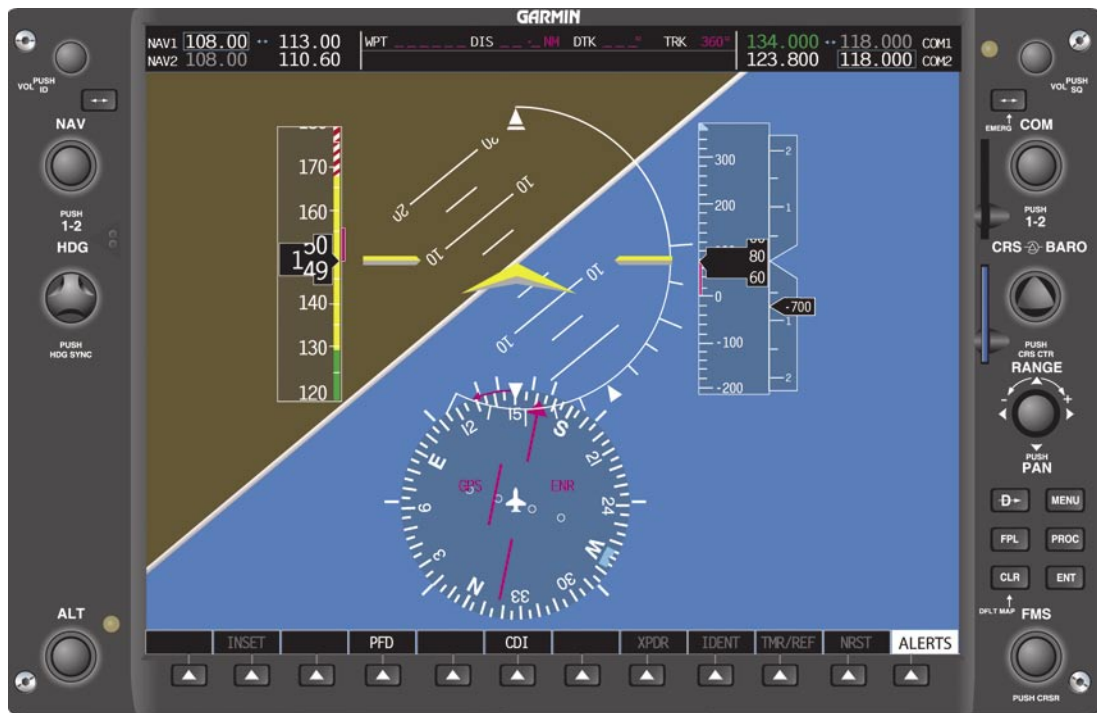 GARMIN
NAV1 108.00 ↔ 113.00 WPT _ _ _ _ _ _ DIS _ _ . _ NM DTK _ _ _° TRK 360° 134.000 ↔ 118.000 COM1
NAV2 108.00 110.60 123.800 118.000 COM2
VOL PUSH ID
VOL PUSH SQ
NAV
EMERG COM
PUSH
1-2
PUSH
1-2
HDG
CRS BARO
PUSH
HDG SYNC
PUSH
CRS CTR
RANGE
- +
PUSH
PAN
170
160
150
149
140
130
120
20 20
10 10
10 10
300
200
80
60
0
-100
-200
2
1
-700
1
2
12 15 S
E 21
GPS ENR
6 24
3 W
N 33 30
D MENU
FPL PROC
CLR ENT
DFLT MAP FMS
PUSH CRSR
ALT
INSET PFD CDI XPDR IDENT TMR/REF NRST ALERTS